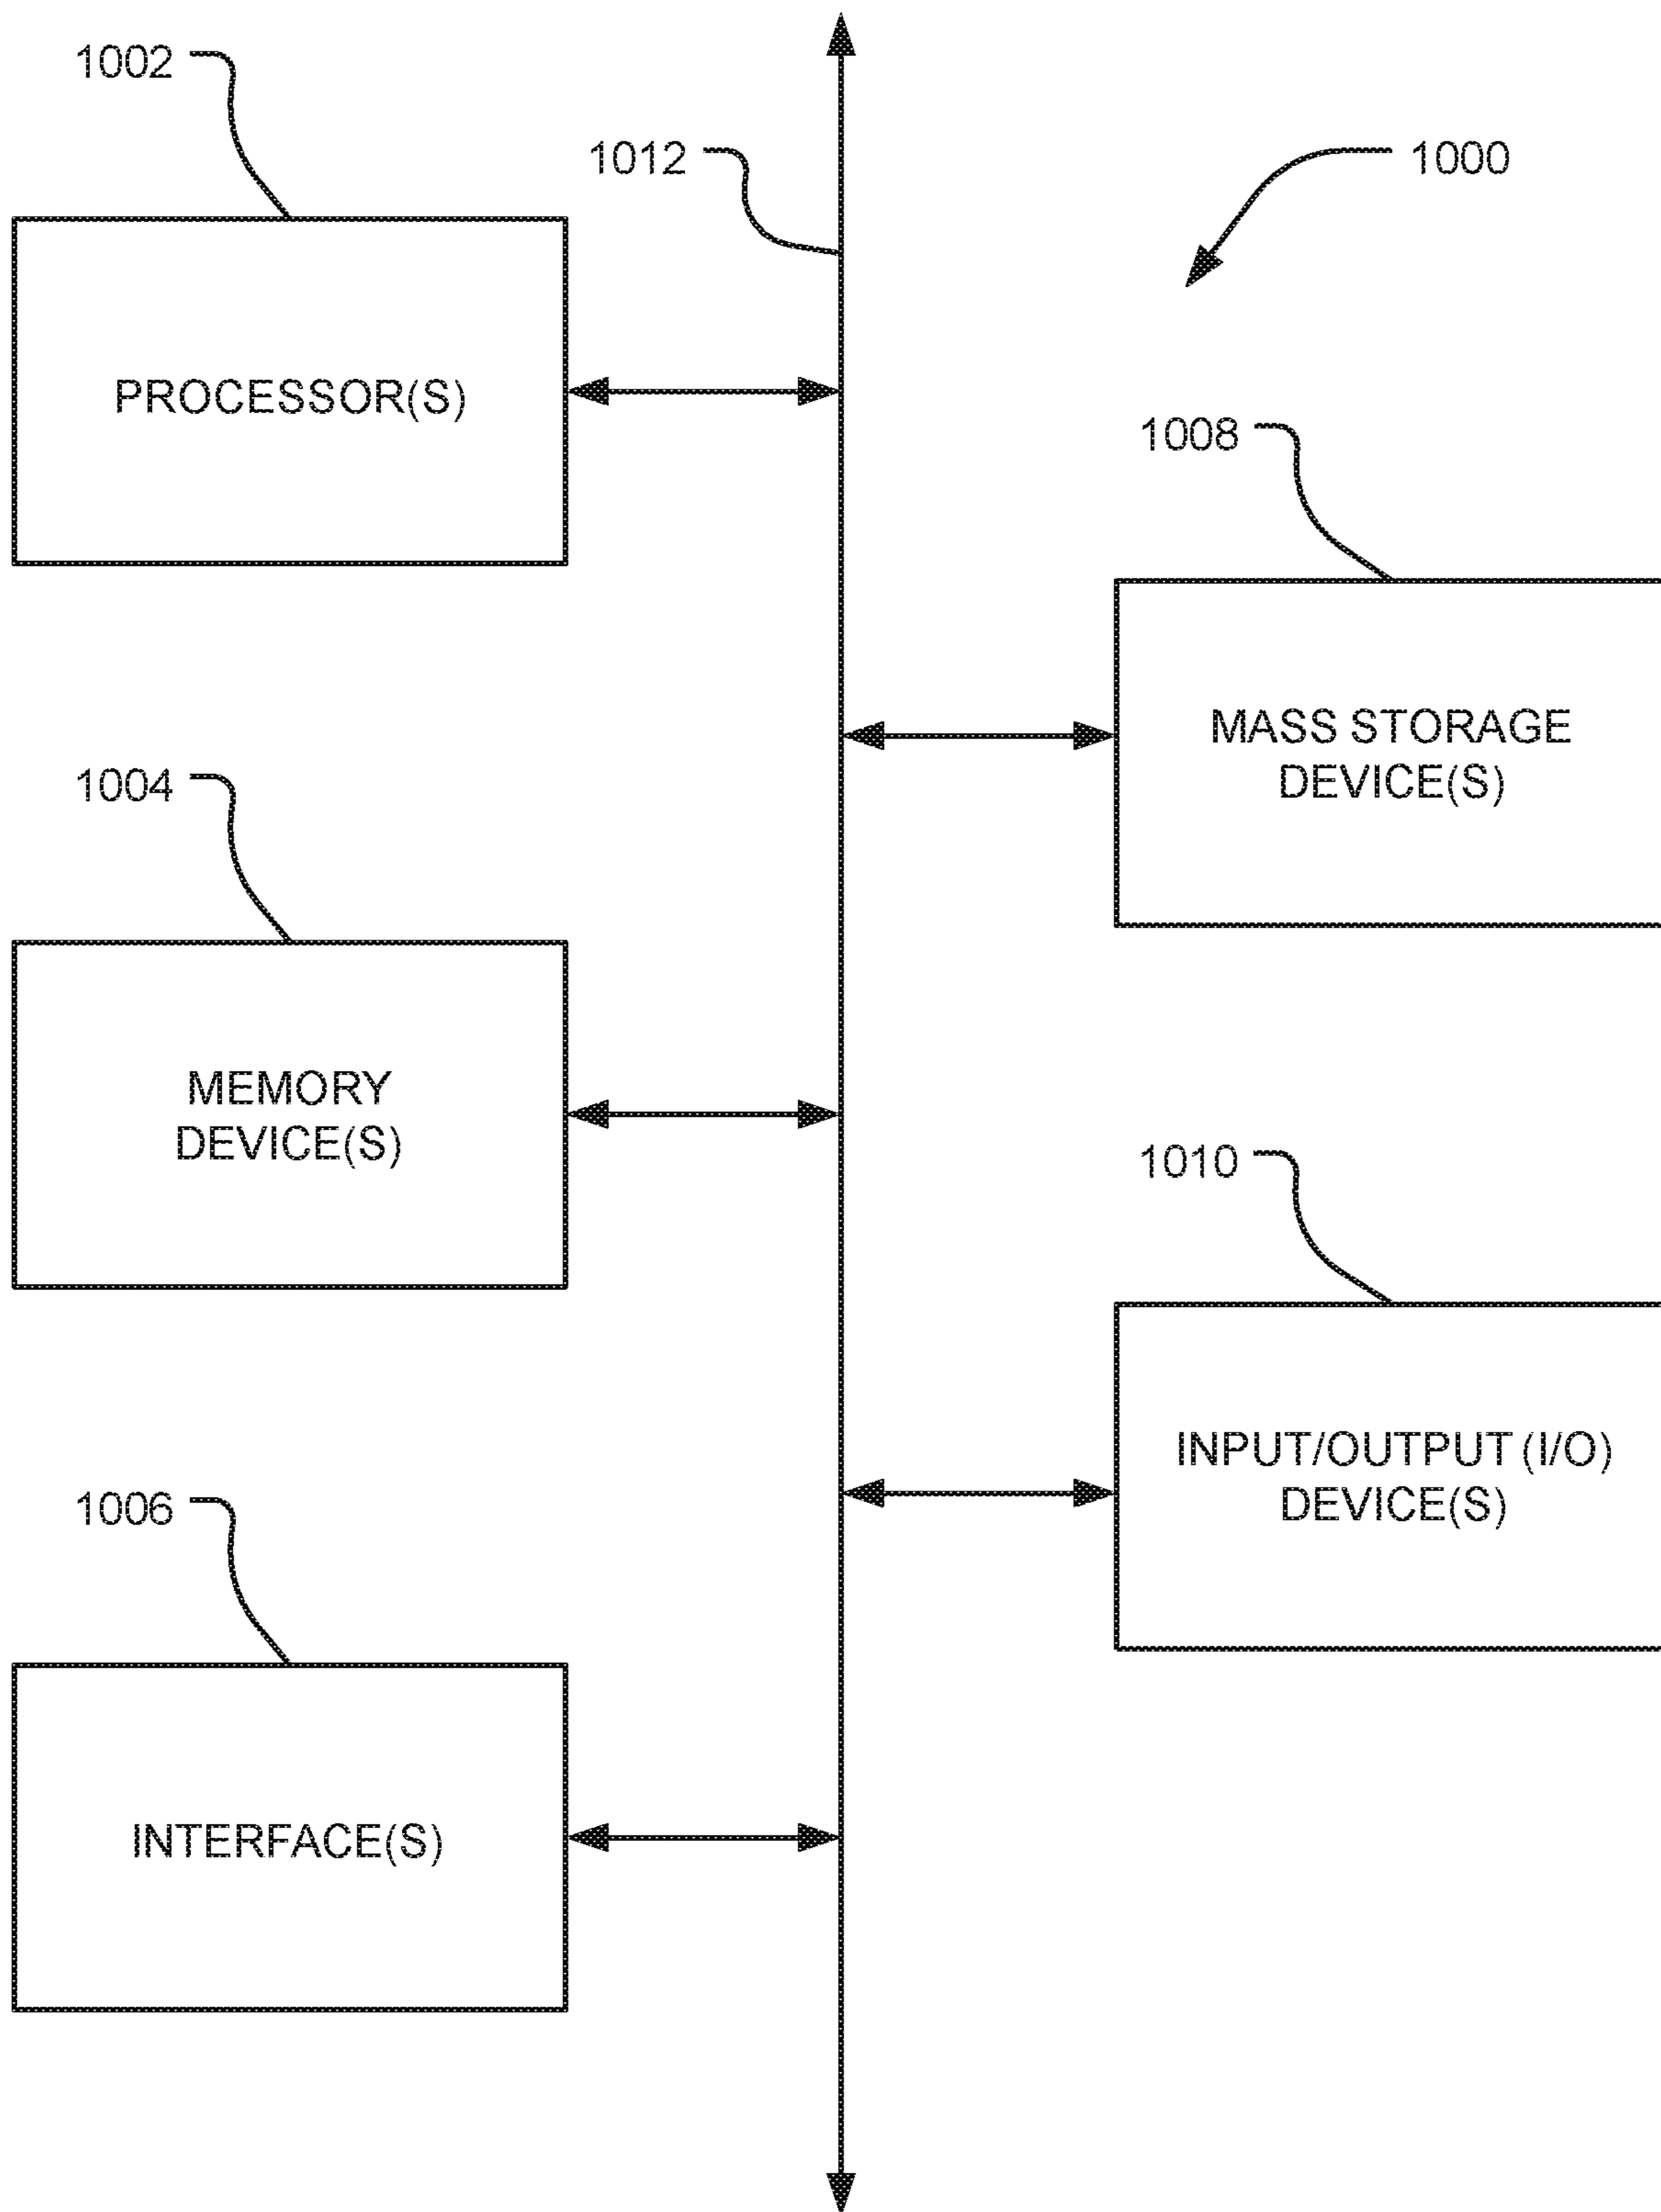 1002
1012
1000
PROCESSOR(S)
1008
MASS STORAGE
DEVICE(S)
1004
MEMORY
DEVICE(S)
1010
INPUT/OUTPUT (I/O)
DEVICE(S)
1006
INTERFACE(S)